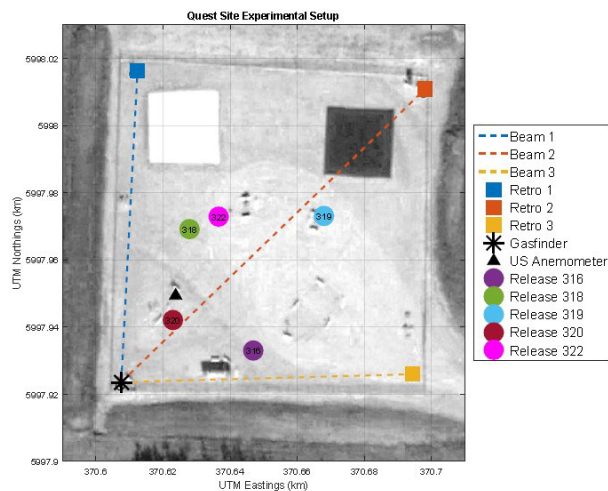 Quest Site Experimental Setup
5998.02
5998
5997.98
5997.96
5997.94
5997.92
5997.9
UTM Northings (km)
322
318
319
320
316
370.6
370.62
370.64
370.66
370.68
370.7
UTM Eastings (km)
Beam 1
Beam 2
Beam 3
Retro 1
Retro 2
Retro 3
Gasfinder
US Anemometer
Release 316
Release 318
Release 319
Release 320
Release 322